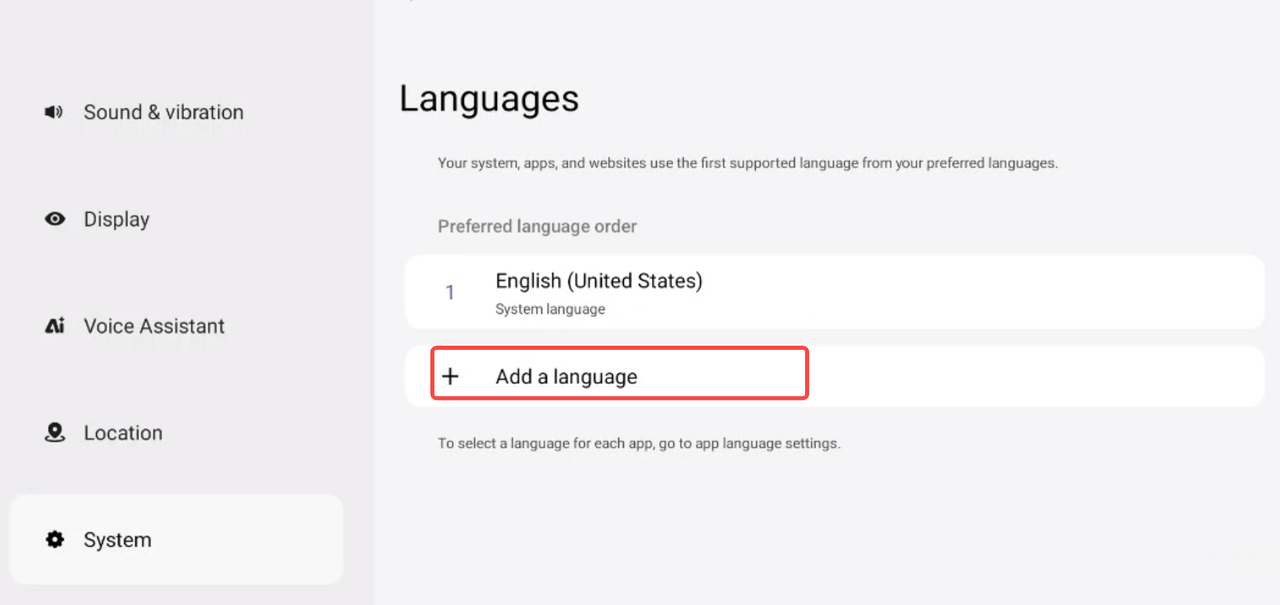 Sound & vibration
Display
Voice Assistant
Location
System
Languages
Your system, apps, and websites use the first supported language from your preferred languages.
Preferred language order
1
English (United States)
System language
+ Add a language
To select a language for each app, go to app language settings.